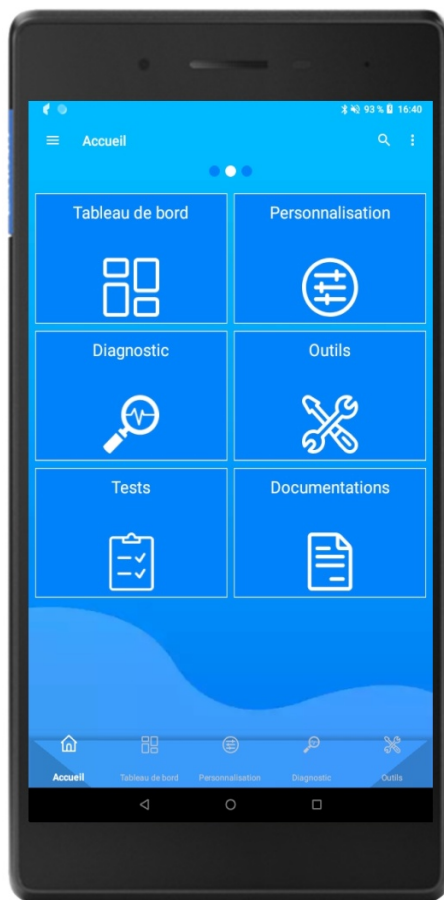 93 % 16:40
Accueil
Tableau de bord
Personnalisation
Diagnostic
Outils
Tests
Documentations
Accueil
Tableau de bord
Personnalisation
Diagnostic
Outils